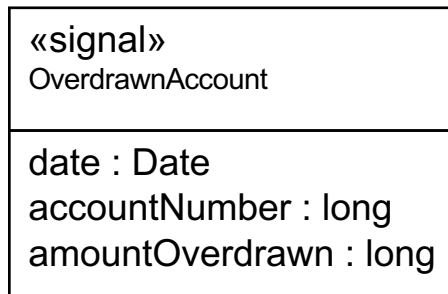 «signal»
OverdrawnAccount
date : Date
accountNumber : long
amountOverdrawn : long